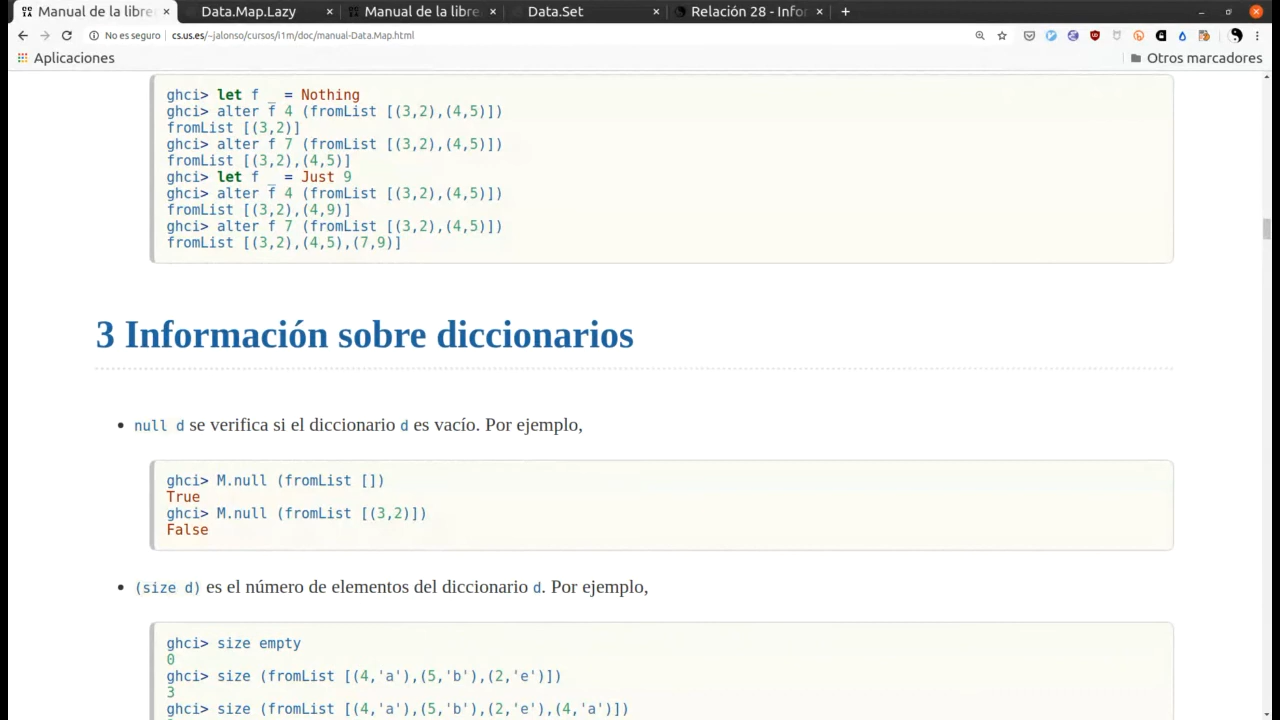 Manual de la libre
Data.Map.Lazy
Manual de la libre
Data.Set
Relación 28 - Infor
No es seguro
cs.us.es/~jalonso/cursos/i1m/doc/manual-Data.Map.html
Aplicaciones
Otros marcadores
ghci> let f _ = Nothing
ghci> alter f 4 (fromList [(3,2),(4,5)])
fromList [(3,2)]
ghci> alter f 7 (fromList [(3,2),(4,5)])
fromList [(3,2),(4,5)]
ghci> let f _ = Just 9
ghci> alter f 4 (fromList [(3,2),(4,5)])
fromList [(3,2),(4,9)]
ghci> alter f 7 (fromList [(3,2),(4,5)])
fromList [(3,2),(4,5),(7,9)]
3 Información sobre diccionarios
null d se verifica si el diccionario d es vacío. Por ejemplo,
ghci> M.null (fromList [])
True
ghci> M.null (fromList [(3,2)])
False
(size d) es el número de elementos del diccionario d. Por ejemplo,
ghci> size empty
0
ghci> size (fromList [(4,'a'),(5,'b'),(2,'e')])
3
ghci> size (fromList [(4,'a'),(5,'b'),(2,'e'),(4,'a')])